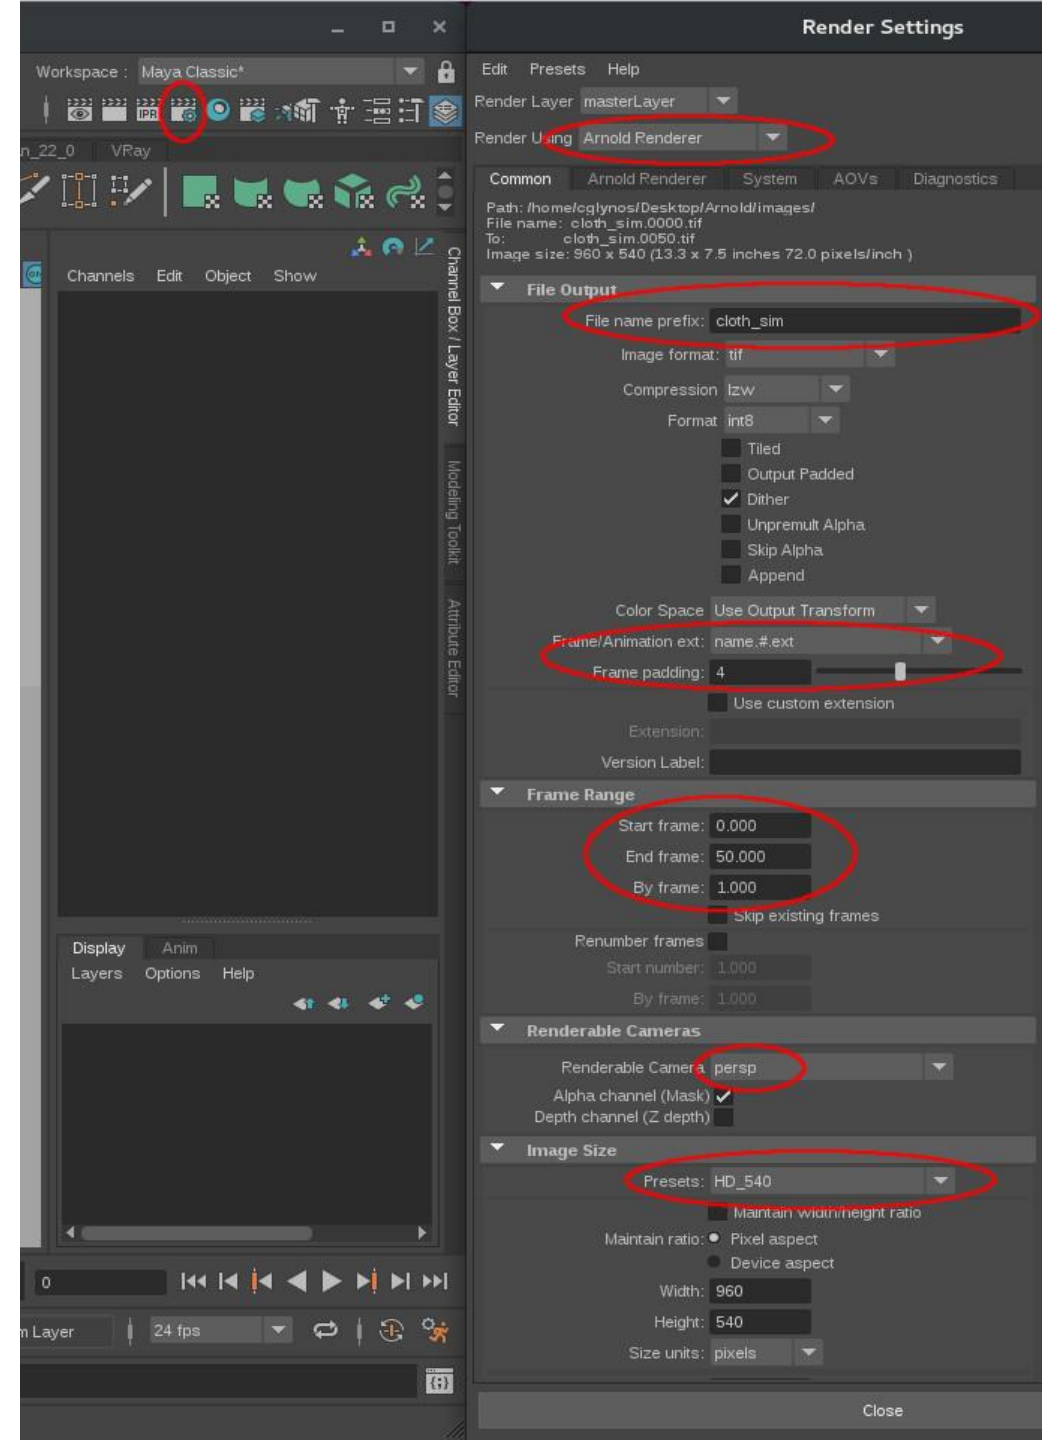 Render Settings
Workspace : Maya Classic*
IPR
n_22_0 VRay
Channels Edit Object Show
Channel Box / Layer Editor
Modeling Toolkit
Attribute Editor
Display Anim
Layers Options Help
0
m Layer 24 fps
Edit Presets Help
Render Layer masterLayer
Render Using Arnold Renderer
Common Arnold Renderer System AOVs Diagnostics
Path: /home/cglynos/Desktop/Arnold/images/
File name: cloth_sim.0000.tif
To: cloth_sim.0050.tif
Image size: 960 x 540 (13.3 x 7.5 inches 72.0 pixels/inch )
File Output
File name prefix: cloth_sim
Image format: tif
Compression lzw
Format int8
Tiled
Output Padded
Dither
Unpremult Alpha
Skip Alpha
Append
Color Space Use Output Transform
Frame/Animation ext: name.#.ext
Frame padding: 4
Use custom extension
Extension:
Version Label:
Frame Range
Start frame: 0.000
End frame: 50.000
By frame: 1.000
Skip existing frames
Renumber frames
Start number: 1.000
By frame: 1.000
Renderable Cameras
Renderable Camera persp
Alpha channel (Mask)
Depth channel (Z depth)
Image Size
Presets: HD_540
Maintain width/height ratio
Maintain ratio: Pixel aspect
Device aspect
Width: 960
Height: 540
Size units: pixels
Close